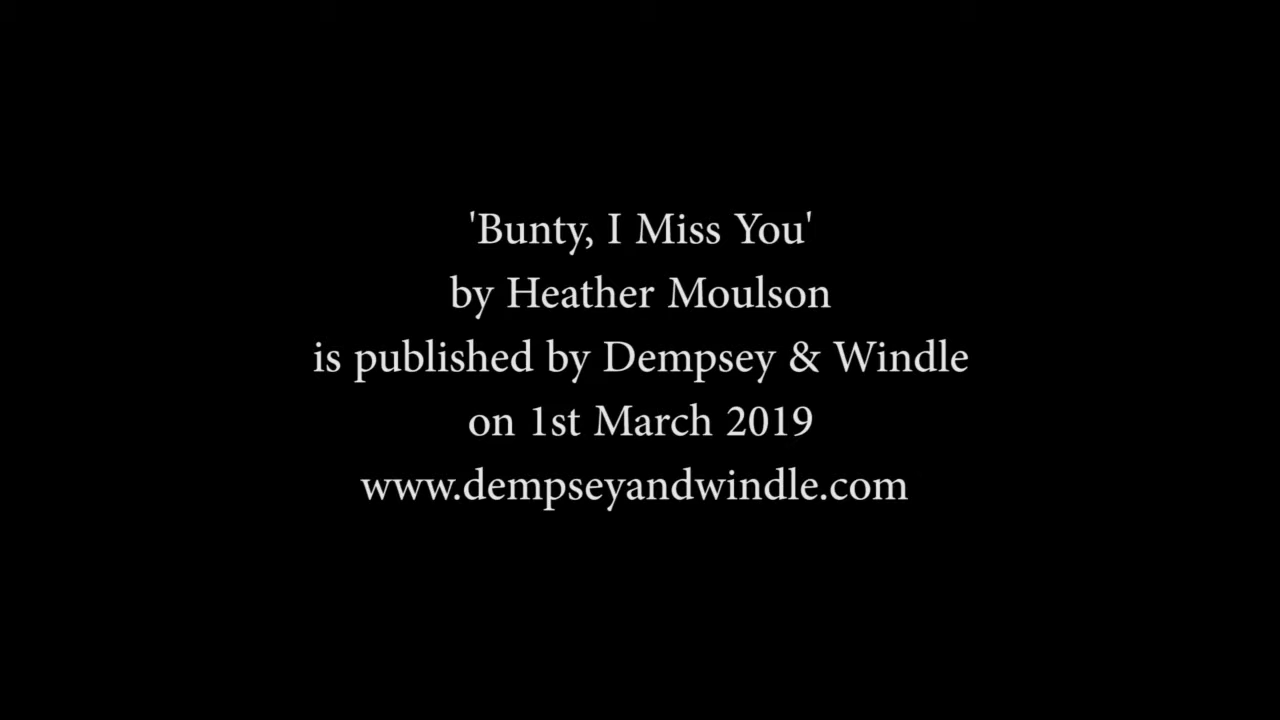 'Bunty, I Miss You'
by Heather Moulson
is published by Dempsey & Windle
on 1st March 2019
www.dempseyandwindle.com